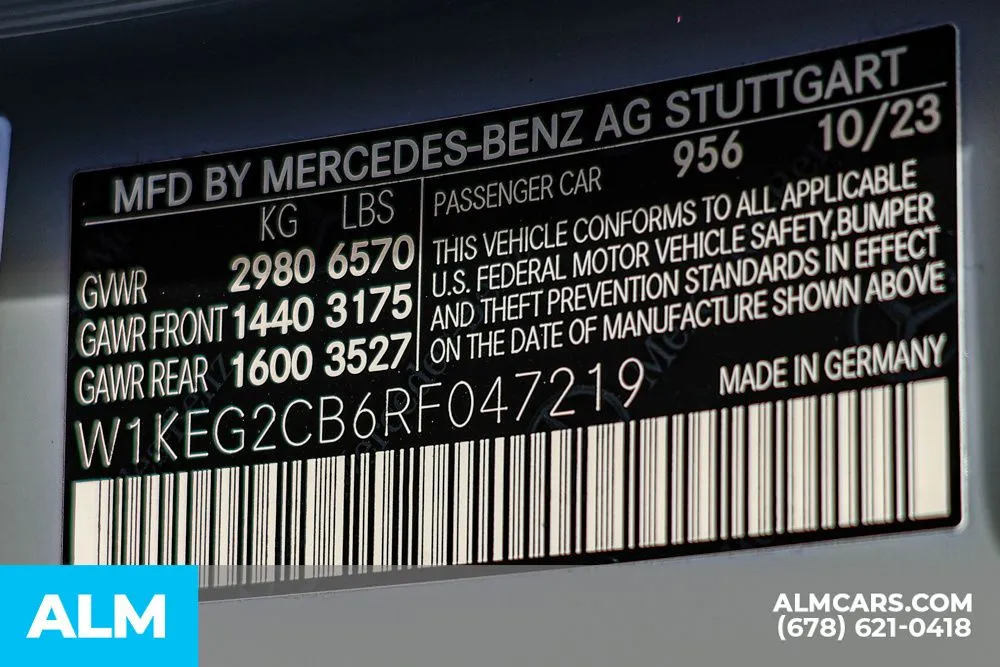 MFD BY MERCEDES-BENZ AG STUTTGART
KG LBS
GVWR 2980 6570
GAWR FRONT 1440 3175
GAWR REAR 1600 3527
PASSENGER CAR 956 10/23
THIS VEHICLE CONFORMS TO ALL APPLICABLE
U.S. FEDERAL MOTOR VEHICLE SAFETY,BUMPER
AND THEFT PREVENTION STANDARDS IN EFFECT
ON THE DATE OF MANUFACTURE SHOWN ABOVE
W1KEG2CB6RF047219
MADE IN GERMANY
ALM
ALMCARS.COM
(678) 621-0418